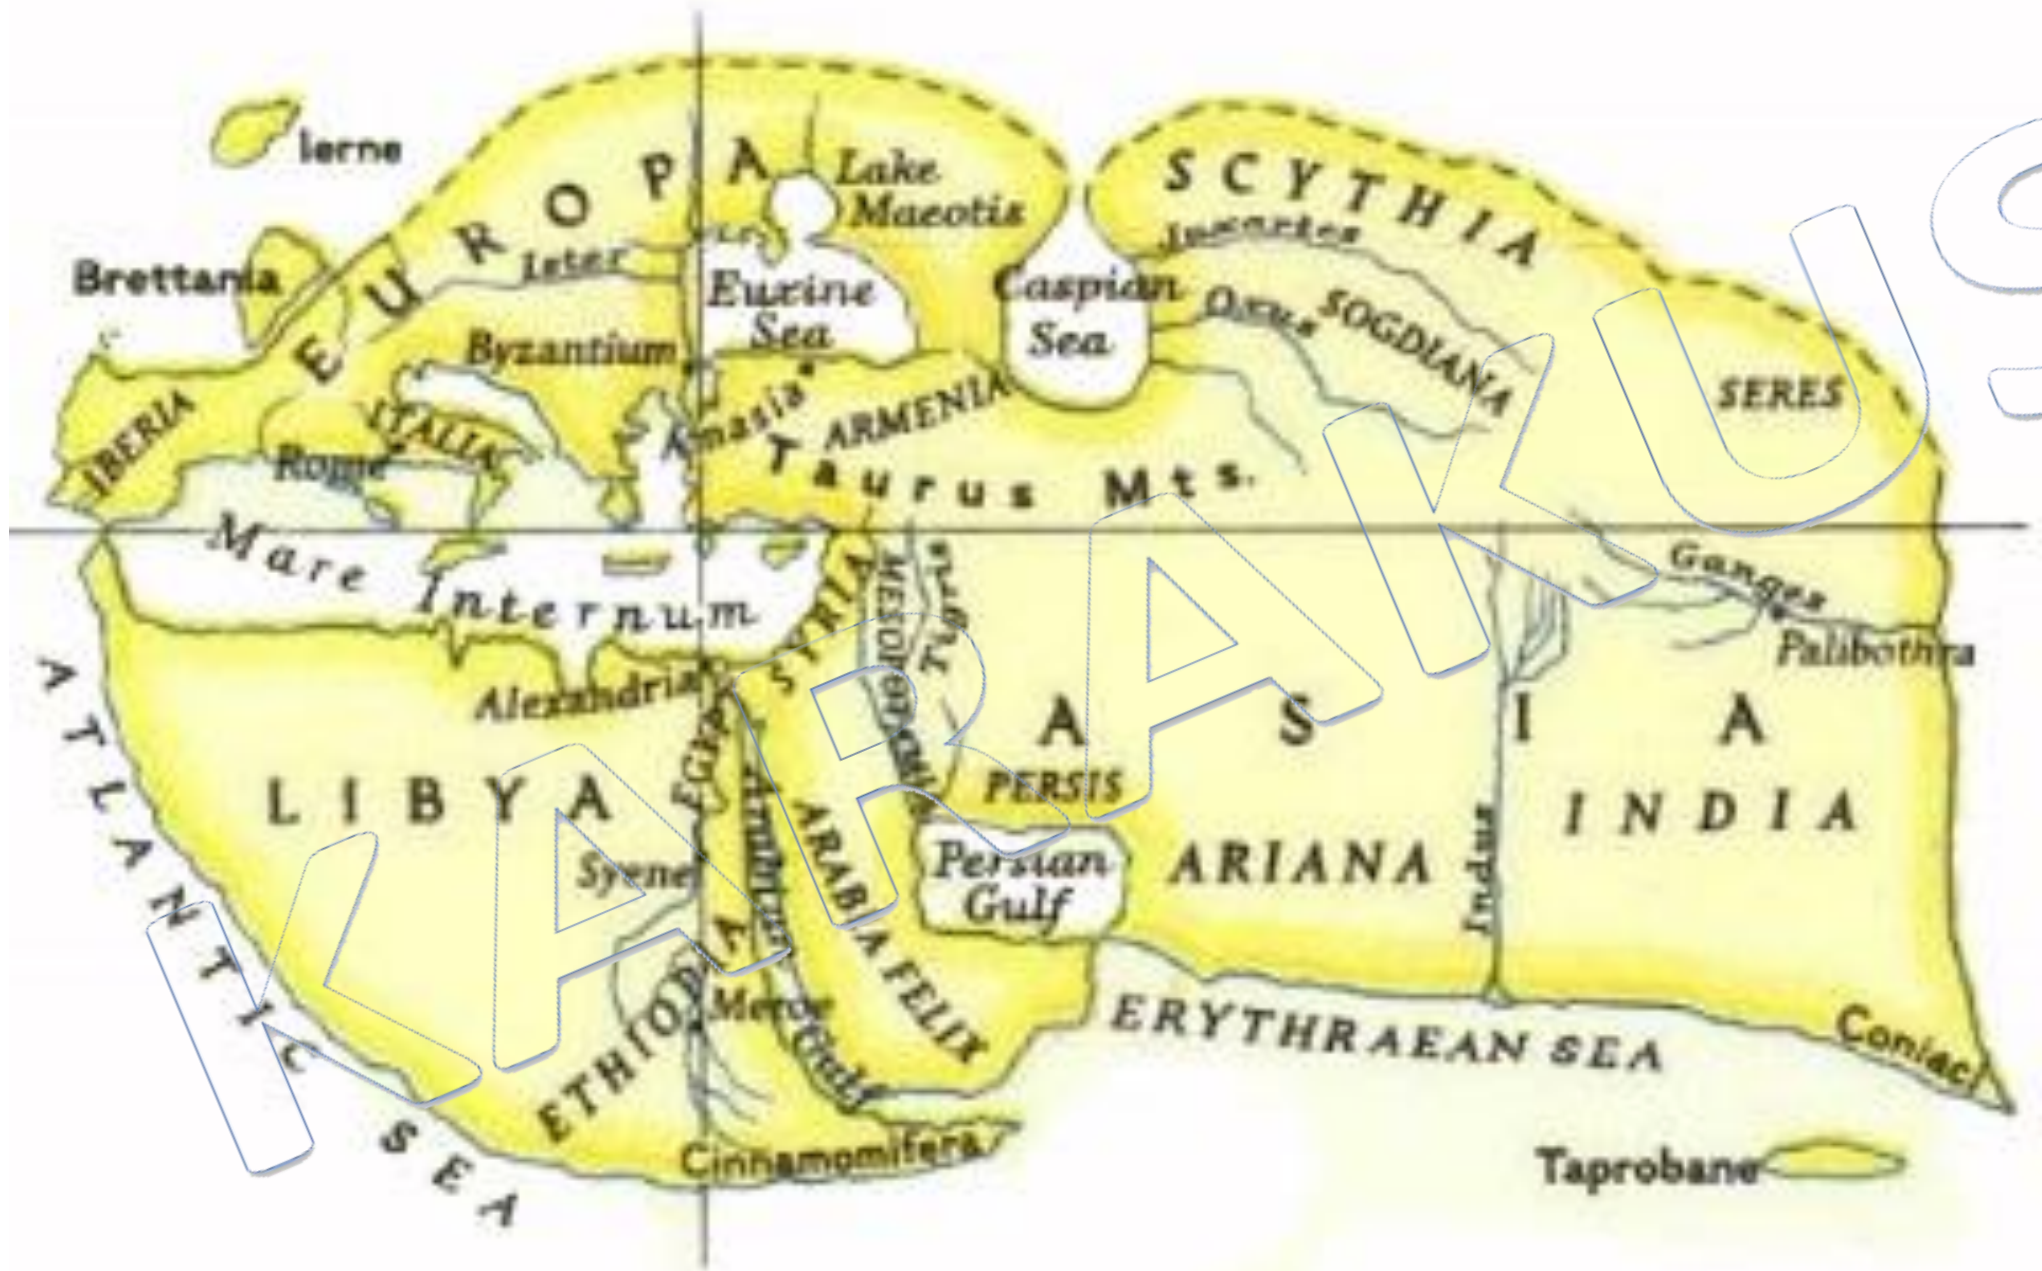 Ierne
EUROPA
Lake
Maeotis
SCYTHIA
Brettania
Ister
Euxine
Sea
Caspian
Sea
Iaxartes
Oxus
SOGDIANA
SERES
Byzantium
IBERIA
ITALIA
Rome
Amasia
ARMENIA
Taurus Mts.
Mare Internum
SYRIA
MESOPOTAMIA
Tigris
Ganges
Palibothra
Alexandria
ATLANTIC SEA
LIBYA
EGYPT
ASIA
PERSIS
INDIA
Syene
Arabian Gulf
ARABIA FELIX
Persian
Gulf
ARIANA
Indus
ETHIOPIA
Meroe
ERYTHRAEAN SEA
Coniaci
Cinnamomifera
Taprobane
KARAKUS